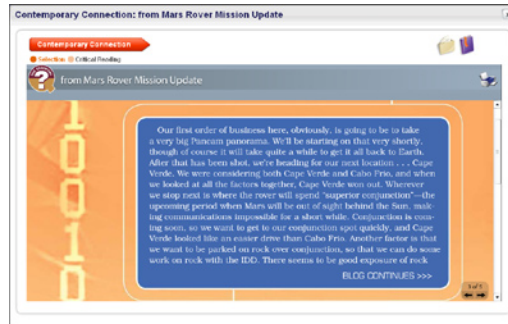 Contemporary Connection: from Mars Rover Mission Update
Contemporary Connection
Selection Critical Reading
from Mars Rover Mission Update
10010
Our first order of business here, obviously, is going to be to take
a very big Pancam panorama. We'll be starting on that very shortly,
though of course it will take quite a while to get it all back to Earth.
After that has been shot, we're heading for our next location . . . Cape
Verde. We were considering both Cape Verde and Cabo Frio, and when
we looked at all the factors together, Cape Verde won out. Wherever
we stop next is where the rover will spend "superior conjunction"—the
upcoming period when Mars will be out of sight behind the Sun, mak-
ing communications impossible for a short while. Conjunction is com-
ing soon, so we want to get to our conjunction spot quickly, and Cape
Verde looked like an easier drive than Cabo Frio. Another factor is that
we want to be parked on rock over conjunction, so that we can do some
work on rock with the IDD. There seems to be good exposure of rock
BLOG CONTINUES >>>